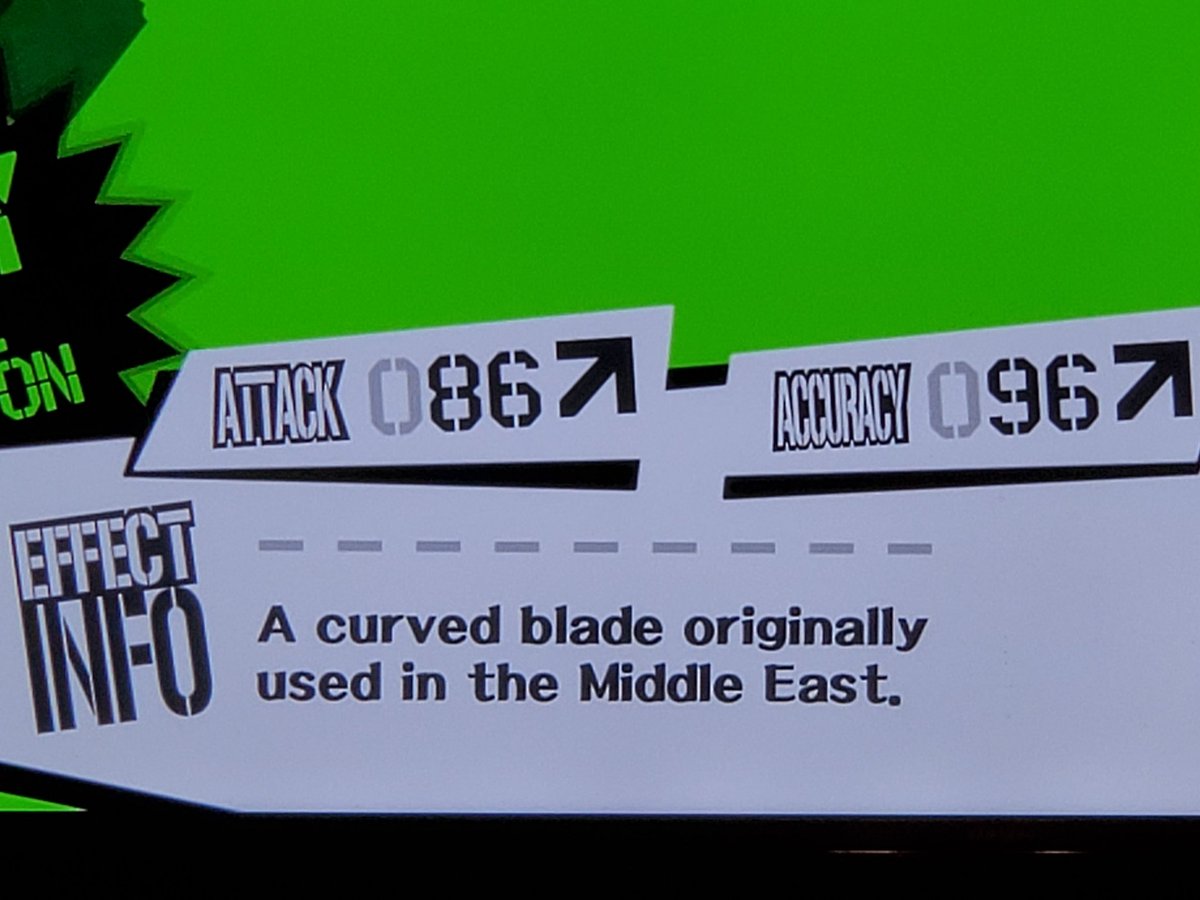 ATTACK 086
ACCURACY 096
EFFECT
INFO
A curved blade originally
used in the Middle East.